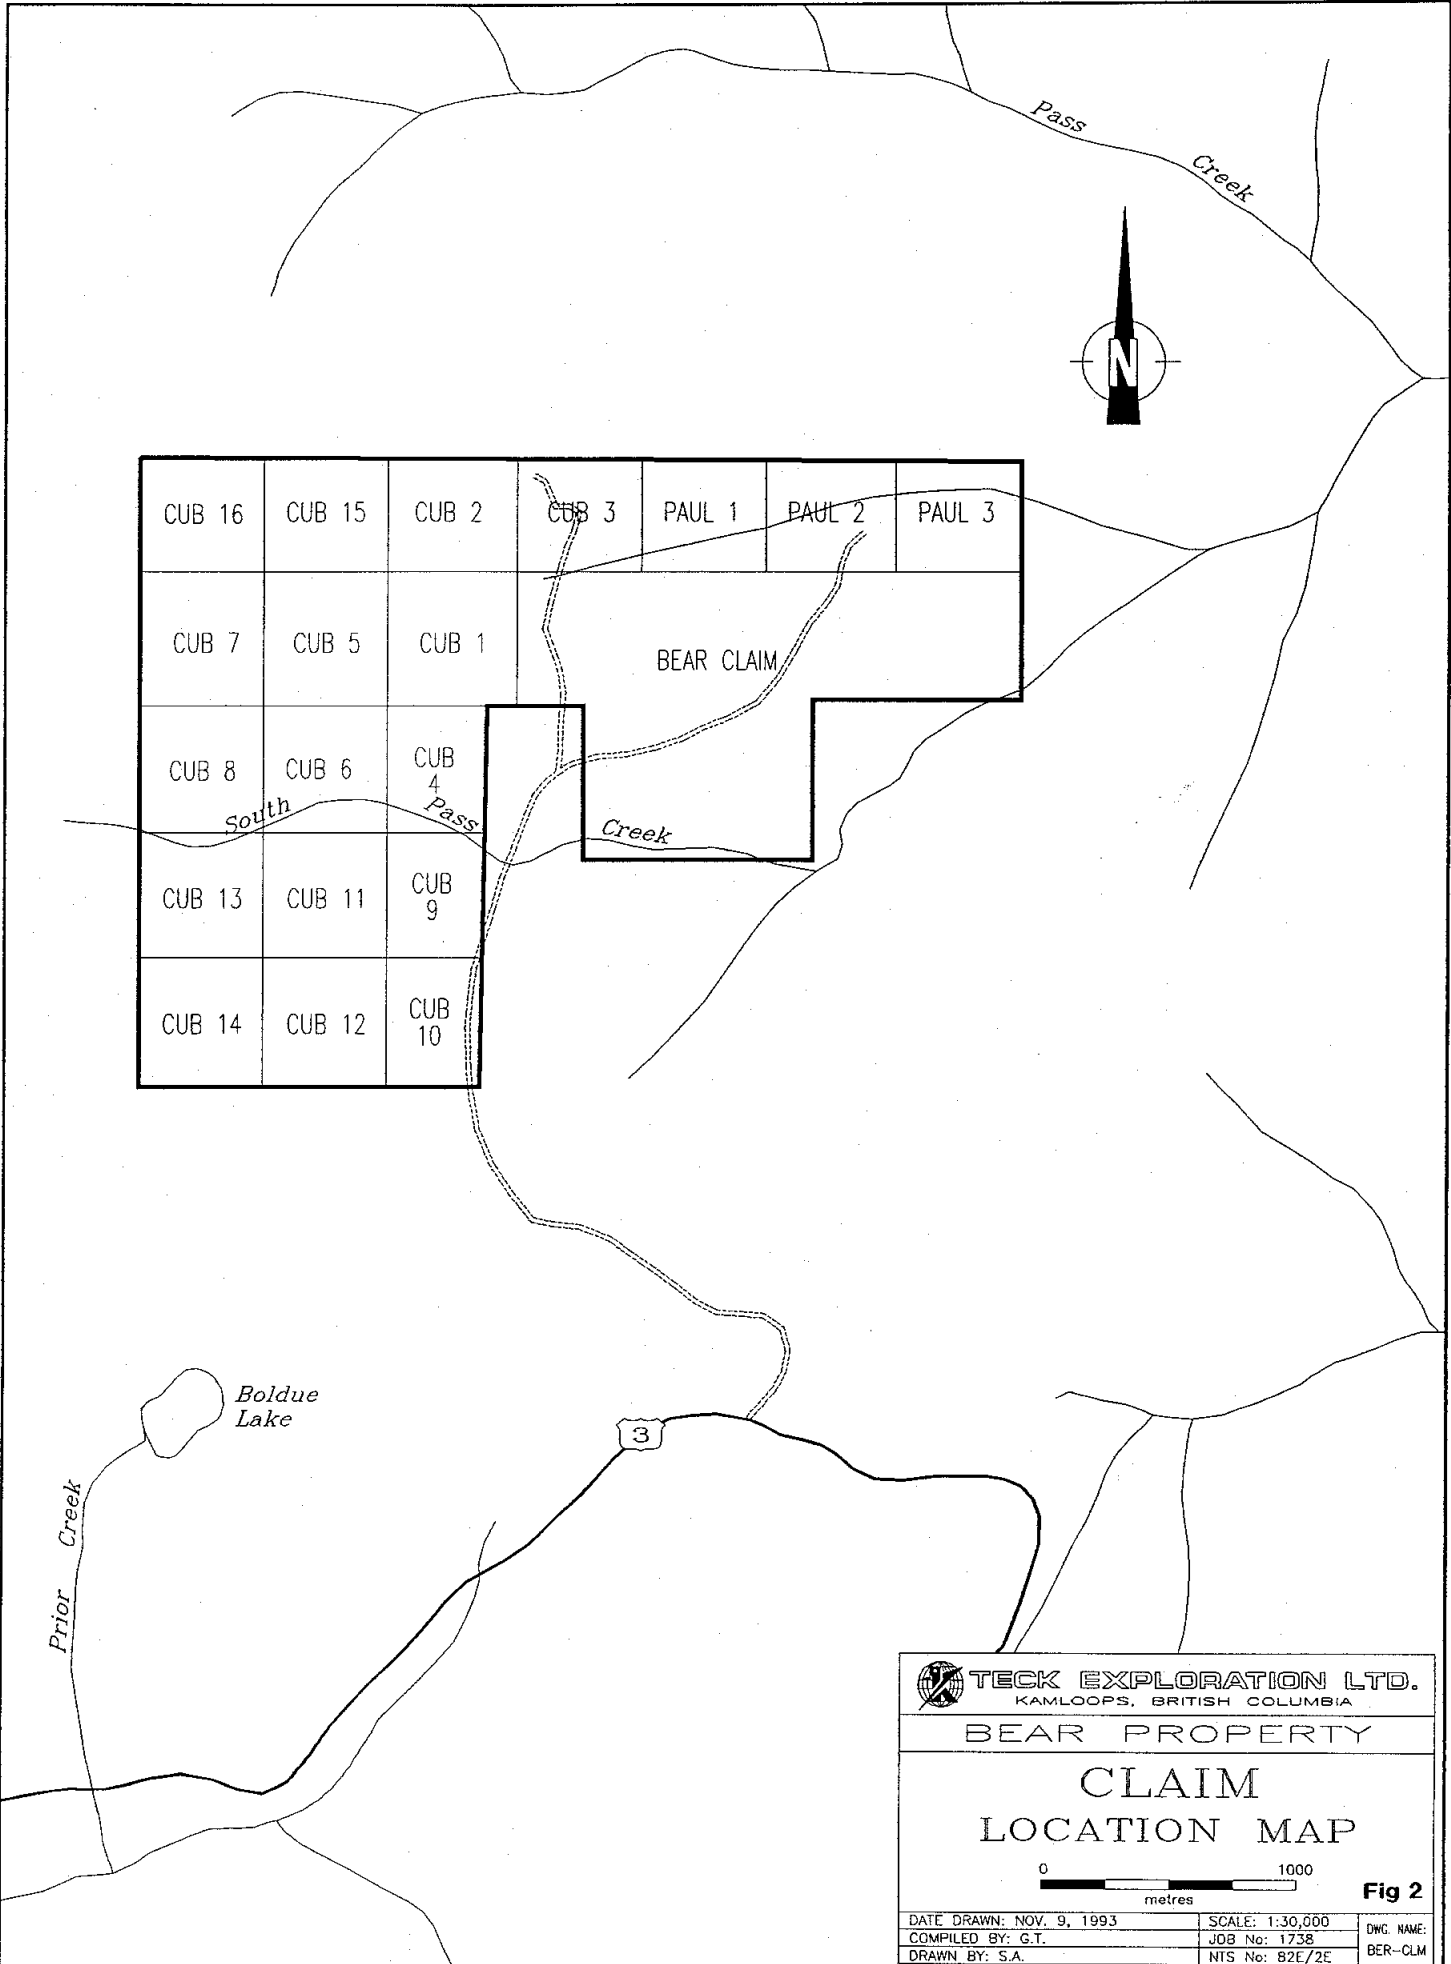 Pass
Creek
N
CUB 16
CUB 15
CUB 2
CUB 3
PAUL 1
PAUL 2
PAUL 3
CUB 7
CUB 5
CUB 1
BEAR CLAIM
CUB 8
CUB 6
CUB
4
South
Pass
Creek
CUB 13
CUB 11
CUB
9
CUB 14
CUB 12
CUB
10
Boldue
Lake
3
Prior Creek
TECK EXPLORATION LTD.
KAMLOOPS, BRITISH COLUMBIA
BEAR PROPERTY
CLAIM
LOCATION MAP
0 1000
metres
Fig 2
DATE DRAWN: NOV. 9, 1993
SCALE: 1:30,000
DWG. NAME:
COMPILED BY: G.T.
JOB No: 1738
BER-CLM
DRAWN BY: S.A.
NTS No: 82E/2E